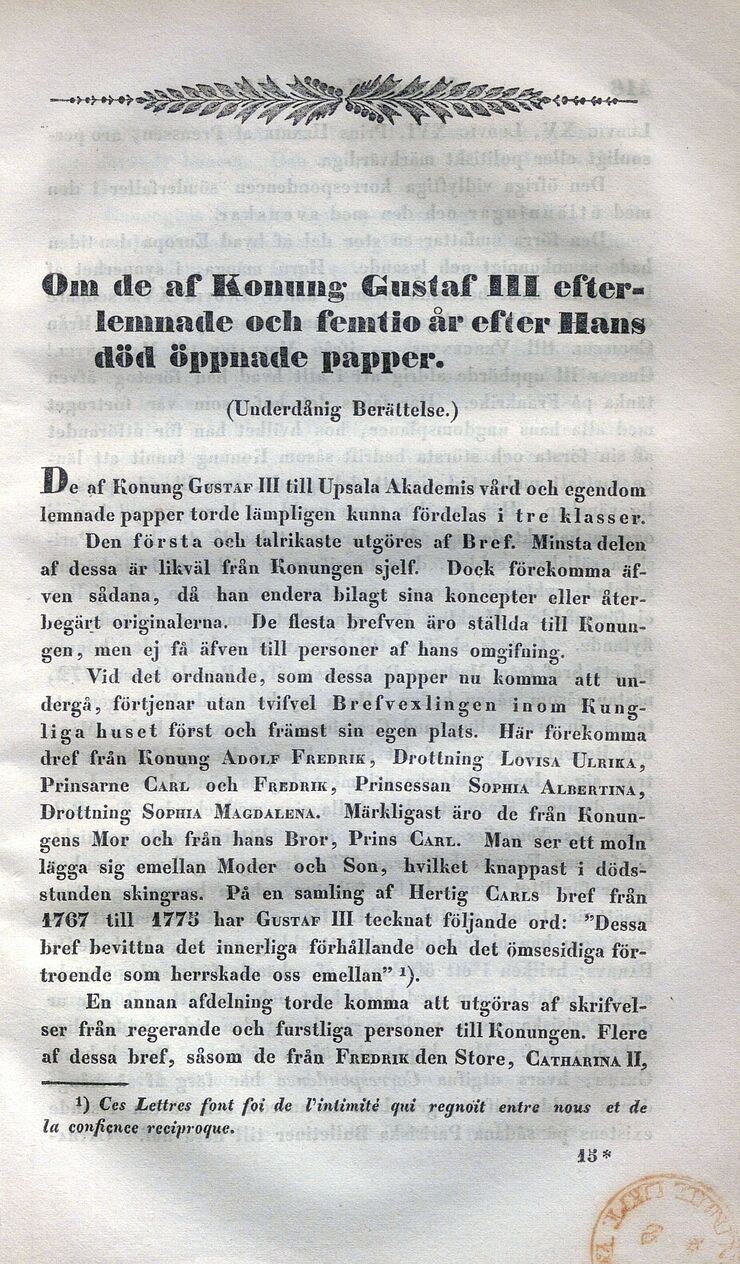 Om de af Konung Gustaf III efter-
lemnade och femtio år efter Hans
död öppnade papper.
(Underdånig Berättelse.)
De af Konung GUSTAF III till Upsala Akademis vård och egendom
lemnade papper torde lämpligen kunna fördelas i tre klasser.
Den första och talrikaste utgöres af Bref. Minsta delen
af dessa är likväl från Konungen sjelf. Dock förekomma äf-
ven sådana, då han endera bilagt sina koncepter eller åter-
begärt originalerna. De flesta brefven äro ställda till Konun-
gen, men ej få äfven till personer af hans omgifning.
Vid det ordnande, som dessa papper nu komma att un-
dergå, förtjenar utan tvifvel Brefvexlingen inom Kung-
liga huset först och främst sin egen plats. Här förekomma
dref från Konung ADOLF FREDRIK, Drottning LOVISA ULRIKA,
Prinsarne CARL och FREDRIK, Prinsessan SOPHIA ALBERTINA,
Drottning SOPHIA MAGDALENA. Märkligast äro de från Konun-
gens Mor och från hans Bror, Prins CARL. Man ser ett moln
lägga sig emellan Moder och Son, hvilket knappast i döds-
stunden skingras. På en samling af Hertig CARLS bref från
1767 till 1775 har GUSTAF III tecknat följande ord: "Dessa
bref bevittna det innerliga förhållande och det ömsesidiga för-
troende som herrskade oss emellan" 1).
En annan afdelning torde komma att utgöras af skrifvel-
ser från regerande och furstliga personer till Konungen. Flere
af dessa bref, såsom de från FREDRIK den Store, CATHARINA II,
1) Ces Lettres font foi de l'intimité qui regnoit entre nous et de
la confience reciproque.
15*